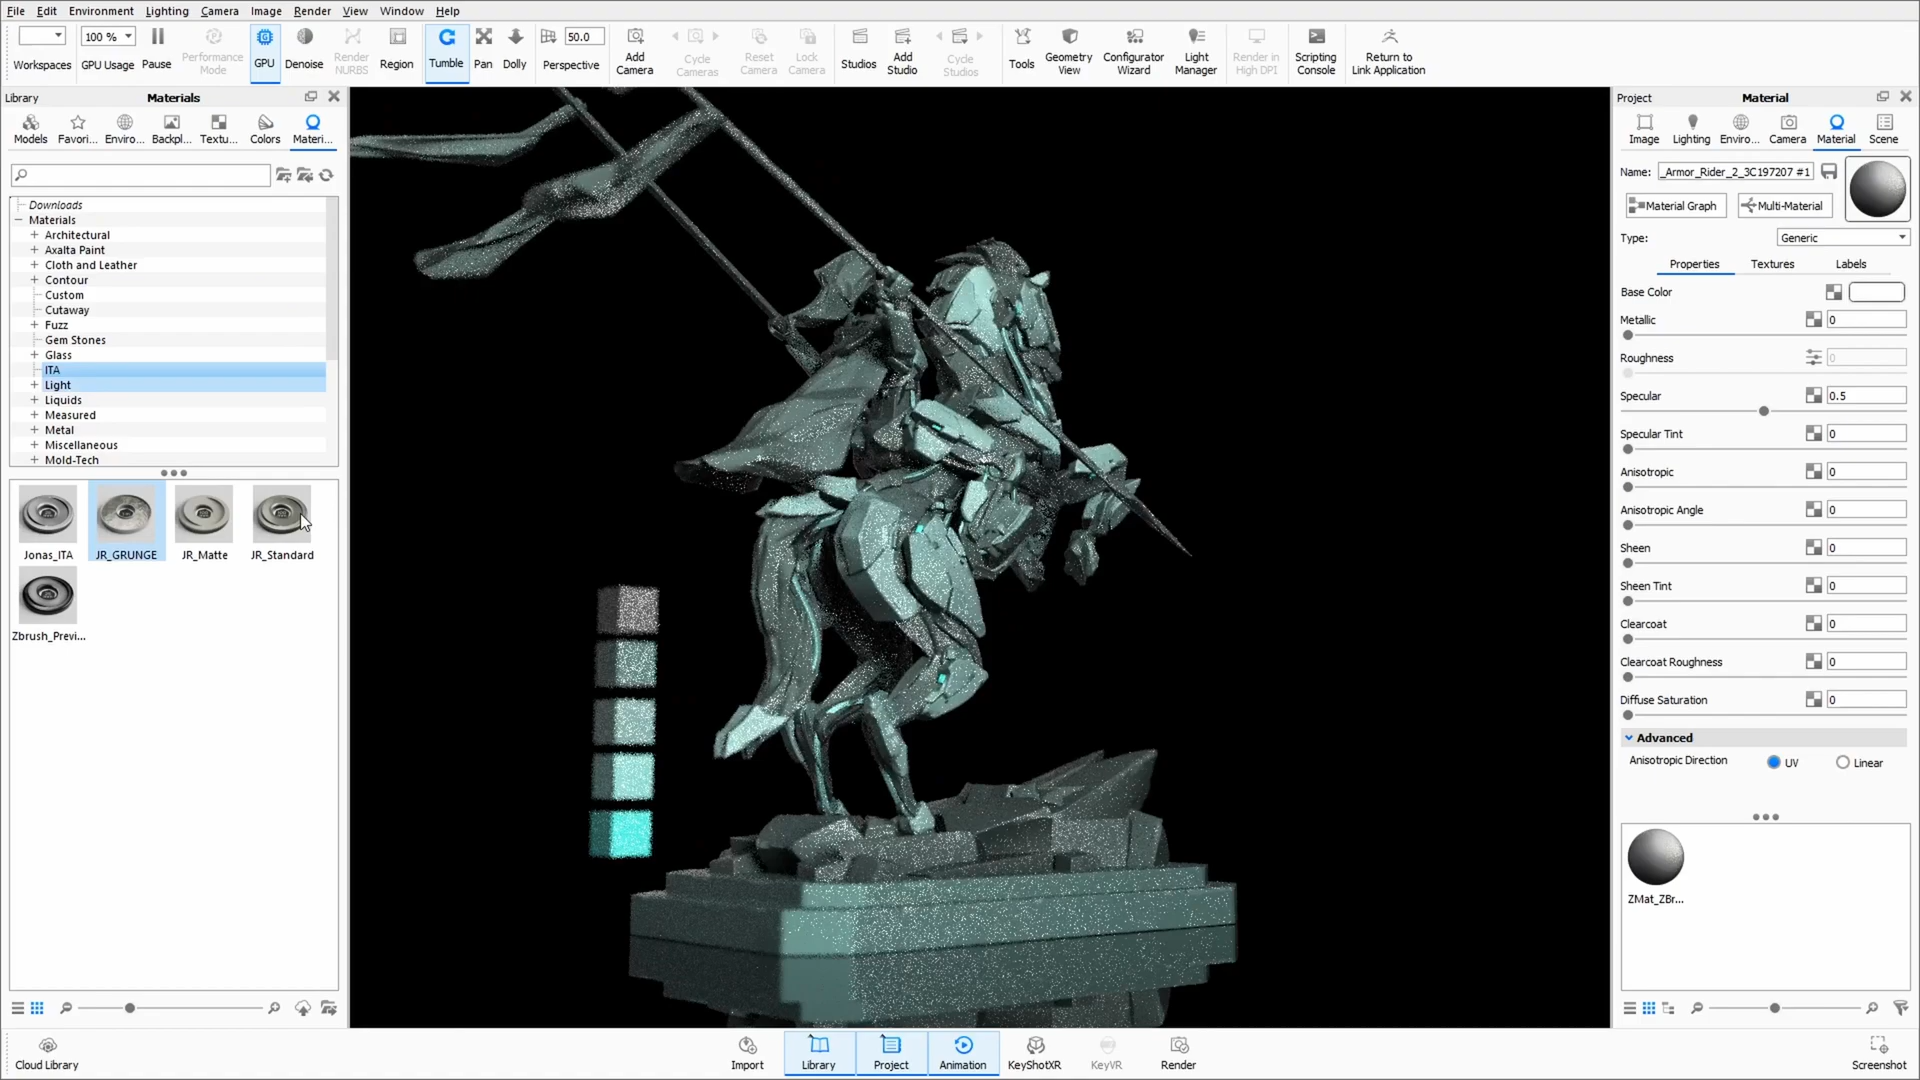 File Edit Environment Lighting Camera Image Render View Window Help
100 % 50.0
Workspaces GPU Usage Pause Performance Mode GPU Denoise Render NURBS Region Tumble Pan Dolly Perspective Add Camera Cycle Cameras Reset Camera Lock Camera Studios Add Studio Cycle Studios Tools Geometry View Configurator Wizard Light Manager Render in High DPI Scripting Console Return to Link Application
Library Materials
Models Favori... Enviro... Backpl... Textu... Colors Materi...
Downloads
Materials
Architectural
Axalta Paint
Cloth and Leather
Contour
Custom
Cutaway
Fuzz
Gem Stones
Glass
ITA
Light
Liquids
Measured
Metal
Miscellaneous
Mold-Tech
Jonas_ITA JR_GRUNGE JR_Matte JR_Standard
Zbrush_Previ...
Project Material
Image Lighting Enviro... Camera Material Scene
Name: _Armor_Rider_2_3C197207 #1
Material Graph Multi-Material
Type: Generic
Properties Textures Labels
Base Color
Metallic 0
Roughness 0
Specular 0.5
Specular Tint 0
Anisotropic 0
Anisotropic Angle 0
Sheen 0
Sheen Tint 0
Clearcoat 0
Clearcoat Roughness 0
Diffuse Saturation 0
Advanced
Anisotropic Direction UV Linear
ZMat_ZBr...
Cloud Library Import Library Project Animation KeyShotXR KeyVR Render Screenshot